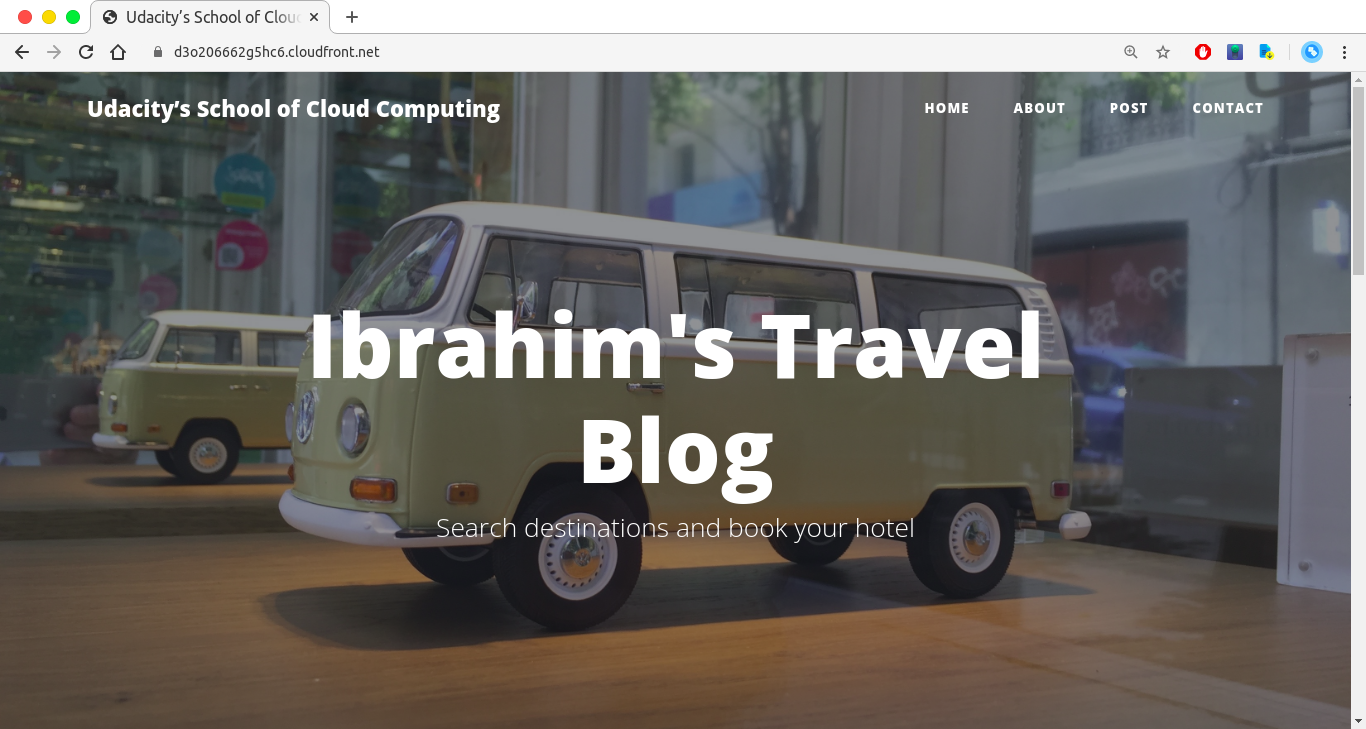 Udacity’s School of Clou
d3o206662g5hc6.cloudfront.net
Udacity’s School of Cloud Computing
HOME ABOUT POST CONTACT
Ibrahim's Travel
Blog
Search destinations and book your hotel